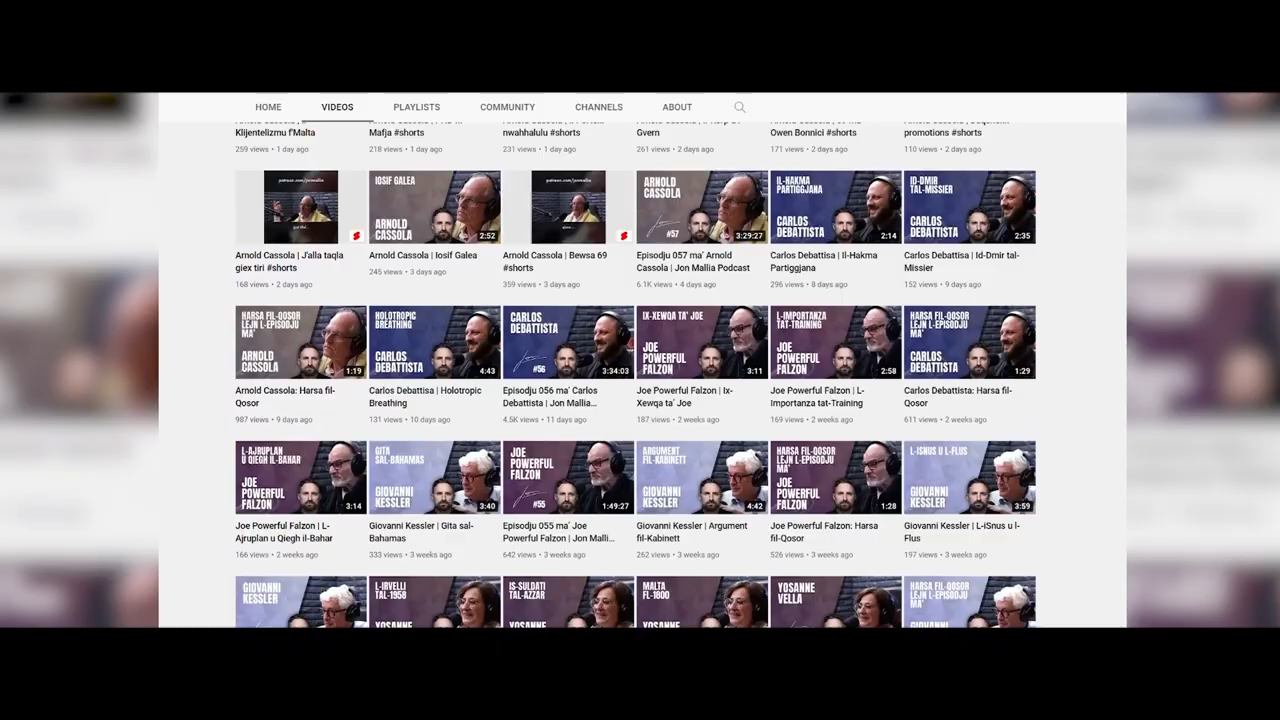 HOME VIDEOS PLAYLISTS COMMUNITY CHANNELS ABOUT
Klijentelizmu f'Malta
259 views • 1 day ago
Mafja #shorts
218 views • 1 day ago
nwahhalulu #shorts
231 views • 1 day ago
Gvern
261 views • 2 days ago
Owen Bonnici #shorts
171 views • 2 days ago
promotions #shorts
110 views • 2 days ago
patreon.com/jonmallia
Arnold Cassola | J'alla taqla
giex tiri #shorts
168 views • 2 days ago
IOSIF GALEA
ARNOLD
CASSOLA
2:52
Arnold Cassola | Iosif Galea
245 views • 3 days ago
patreon.com/jonmallia
Arnold Cassola | Bewsa 69
#shorts
359 views • 3 days ago
ARNOLD
CASSOLA
#57
3:29:27
Episodju 057 ma' Arnold
Cassola | Jon Mallia Podcast
6.1K views • 4 days ago
IL-HAKMA
PARTIGGJANA
CARLOS
DEBATTISTA
2:14
Carlos Debattisa | Il-Hakma
Partiggjana
296 views • 8 days ago
ID-DMIR
TAL-MISSIER
CARLOS
DEBATTISTA
2:35
Carlos Debattisa | Id-Dmir tal-
Missier
152 views • 9 days ago
HARSA FIL-QOSOR
LEJN L-EPISODJU
MA'
ARNOLD
CASSOLA
1:19
Arnold Cassola: Harsa fil-
Qosor
987 views • 9 days ago
HOLOTROPIC
BREATHING
CARLOS
DEBATTISTA
4:43
Carlos Debattisa | Holotropic
Breathing
131 views • 10 days ago
CARLOS
DEBATTISTA
#56
3:34:03
Episodju 056 ma' Carlos
Debattista | Jon Mallia...
4.5K views • 11 days ago
IX-XEWQA TA' JOE
JOE
POWERFUL
FALZON
3:11
Joe Powerful Falzon | Ix-
Xewqa ta' Joe
187 views • 2 weeks ago
L-IMPORTANZA
TAT-TRAINING
JOE
POWERFUL
FALZON
2:58
Joe Powerful Falzon | L-
Importanza tat-Training
169 views • 2 weeks ago
HARSA FIL-QOSOR
LEJN L-EPISODJU
MA'
CARLOS
DEBATTISTA
1:29
Carlos Debattista: Harsa fil-
Qosor
611 views • 2 weeks ago
L-AJRUPLAN
U QIEGH IL-BAHAR
JOE
POWERFUL
FALZON
3:14
Joe Powerful Falzon | L-
Ajruplan u Qiegh il-Bahar
166 views • 2 weeks ago
GITA
SAL-BAHAMAS
GIOVANNI
KESSLER
3:40
Giovanni Kessler | Gita sal-
Bahamas
333 views • 3 weeks ago
JOE
POWERFUL
FALZON
#55
1:49:27
Episodju 055 ma' Joe
Powerful Falzon | Jon Malli...
642 views • 3 weeks ago
ARGUMENT
FIL-KABINETT
GIOVANNI
KESSLER
4:42
Giovanni Kessler | Argument
fil-Kabinett
262 views • 3 weeks ago
HARSA FIL-QOSOR
LEJN L-EPISODJU
MA'
JOE
POWERFUL
FALZON
1:28
Joe Powerful Falzon: Harsa
fil-Qosor
526 views • 3 weeks ago
L-ISNUS U L-FLUS
GIOVANNI
KESSLER
3:59
Giovanni Kessler | L-iSnus u l-
Flus
197 views • 3 weeks ago
GIOVANNI
KESSLER
L-IRVELLI
TAL-1958
YOSANNE
IS-SULDATI
TAL-AZZAR
YOSANNE
MALTA
FL-1800
YOSANNE
YOSANNE
VELLA
HARSA FIL-QOSOR
LEJN L-EPISODJU
MA'
GIOVANNI